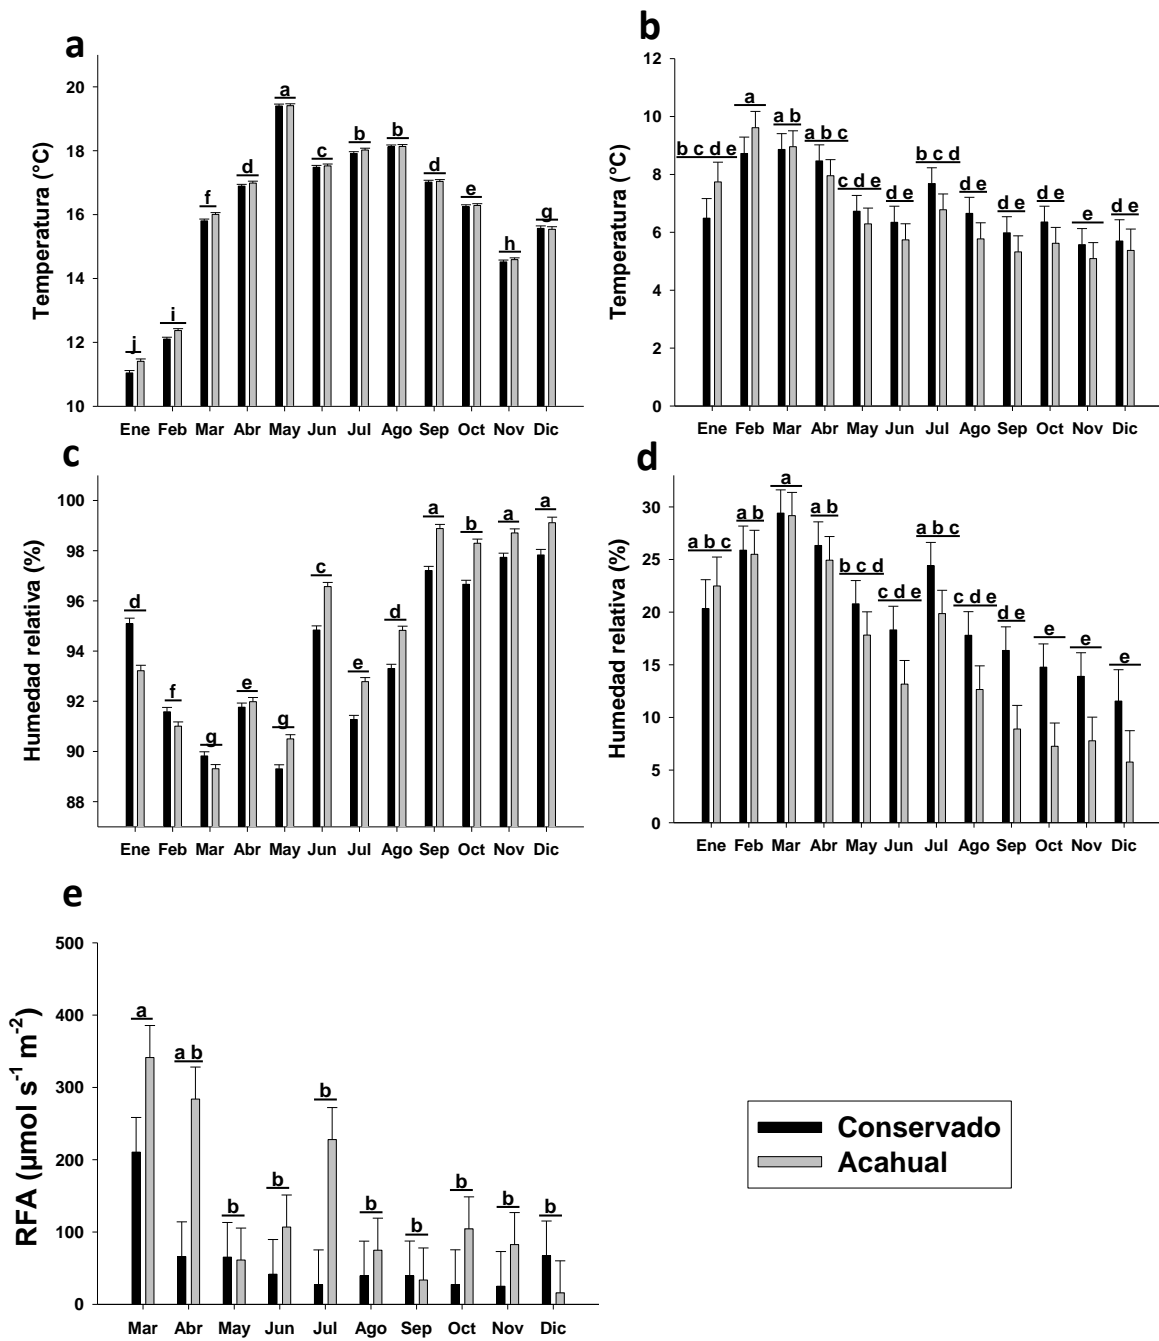 a
Temperatura (°C)
20
18
16
14
12
10
j
i
f
d
a
c
b
b
d
e
h
g
Ene Feb Mar Abr May Jun Jul Ago Sep Oct Nov Dic
b
Temperatura (°C)
12
10
8
6
4
2
0
b c d e
a
a b
a b c
c d e
d e
b c d
d e
d e
d e
e
d e
Ene Feb Mar Abr May Jun Jul Ago Sep Oct Nov Dic
c
Humedad relativa (%)
100
98
96
94
92
90
88
d
f
g
e
g
c
e
d
a
b
a
a
Ene Feb Mar Abr May Jun Jul Ago Sep Oct Nov Dic
d
Humedad relativa (%)
30
25
20
15
10
5
0
a b c
a b
a
a b
b c d
c d e
a b c
c d e
d e
e
e
e
Ene Feb Mar Abr May Jun Jul Ago Sep Oct Nov Dic
e
RFA (µmol s⁻¹ m⁻²)
500
400
300
200
100
0
a
a b
b
b
b
b
b
b
b
b
Mar Abr May Jun Jul Ago Sep Oct Nov Dic
Conservado
Acahual